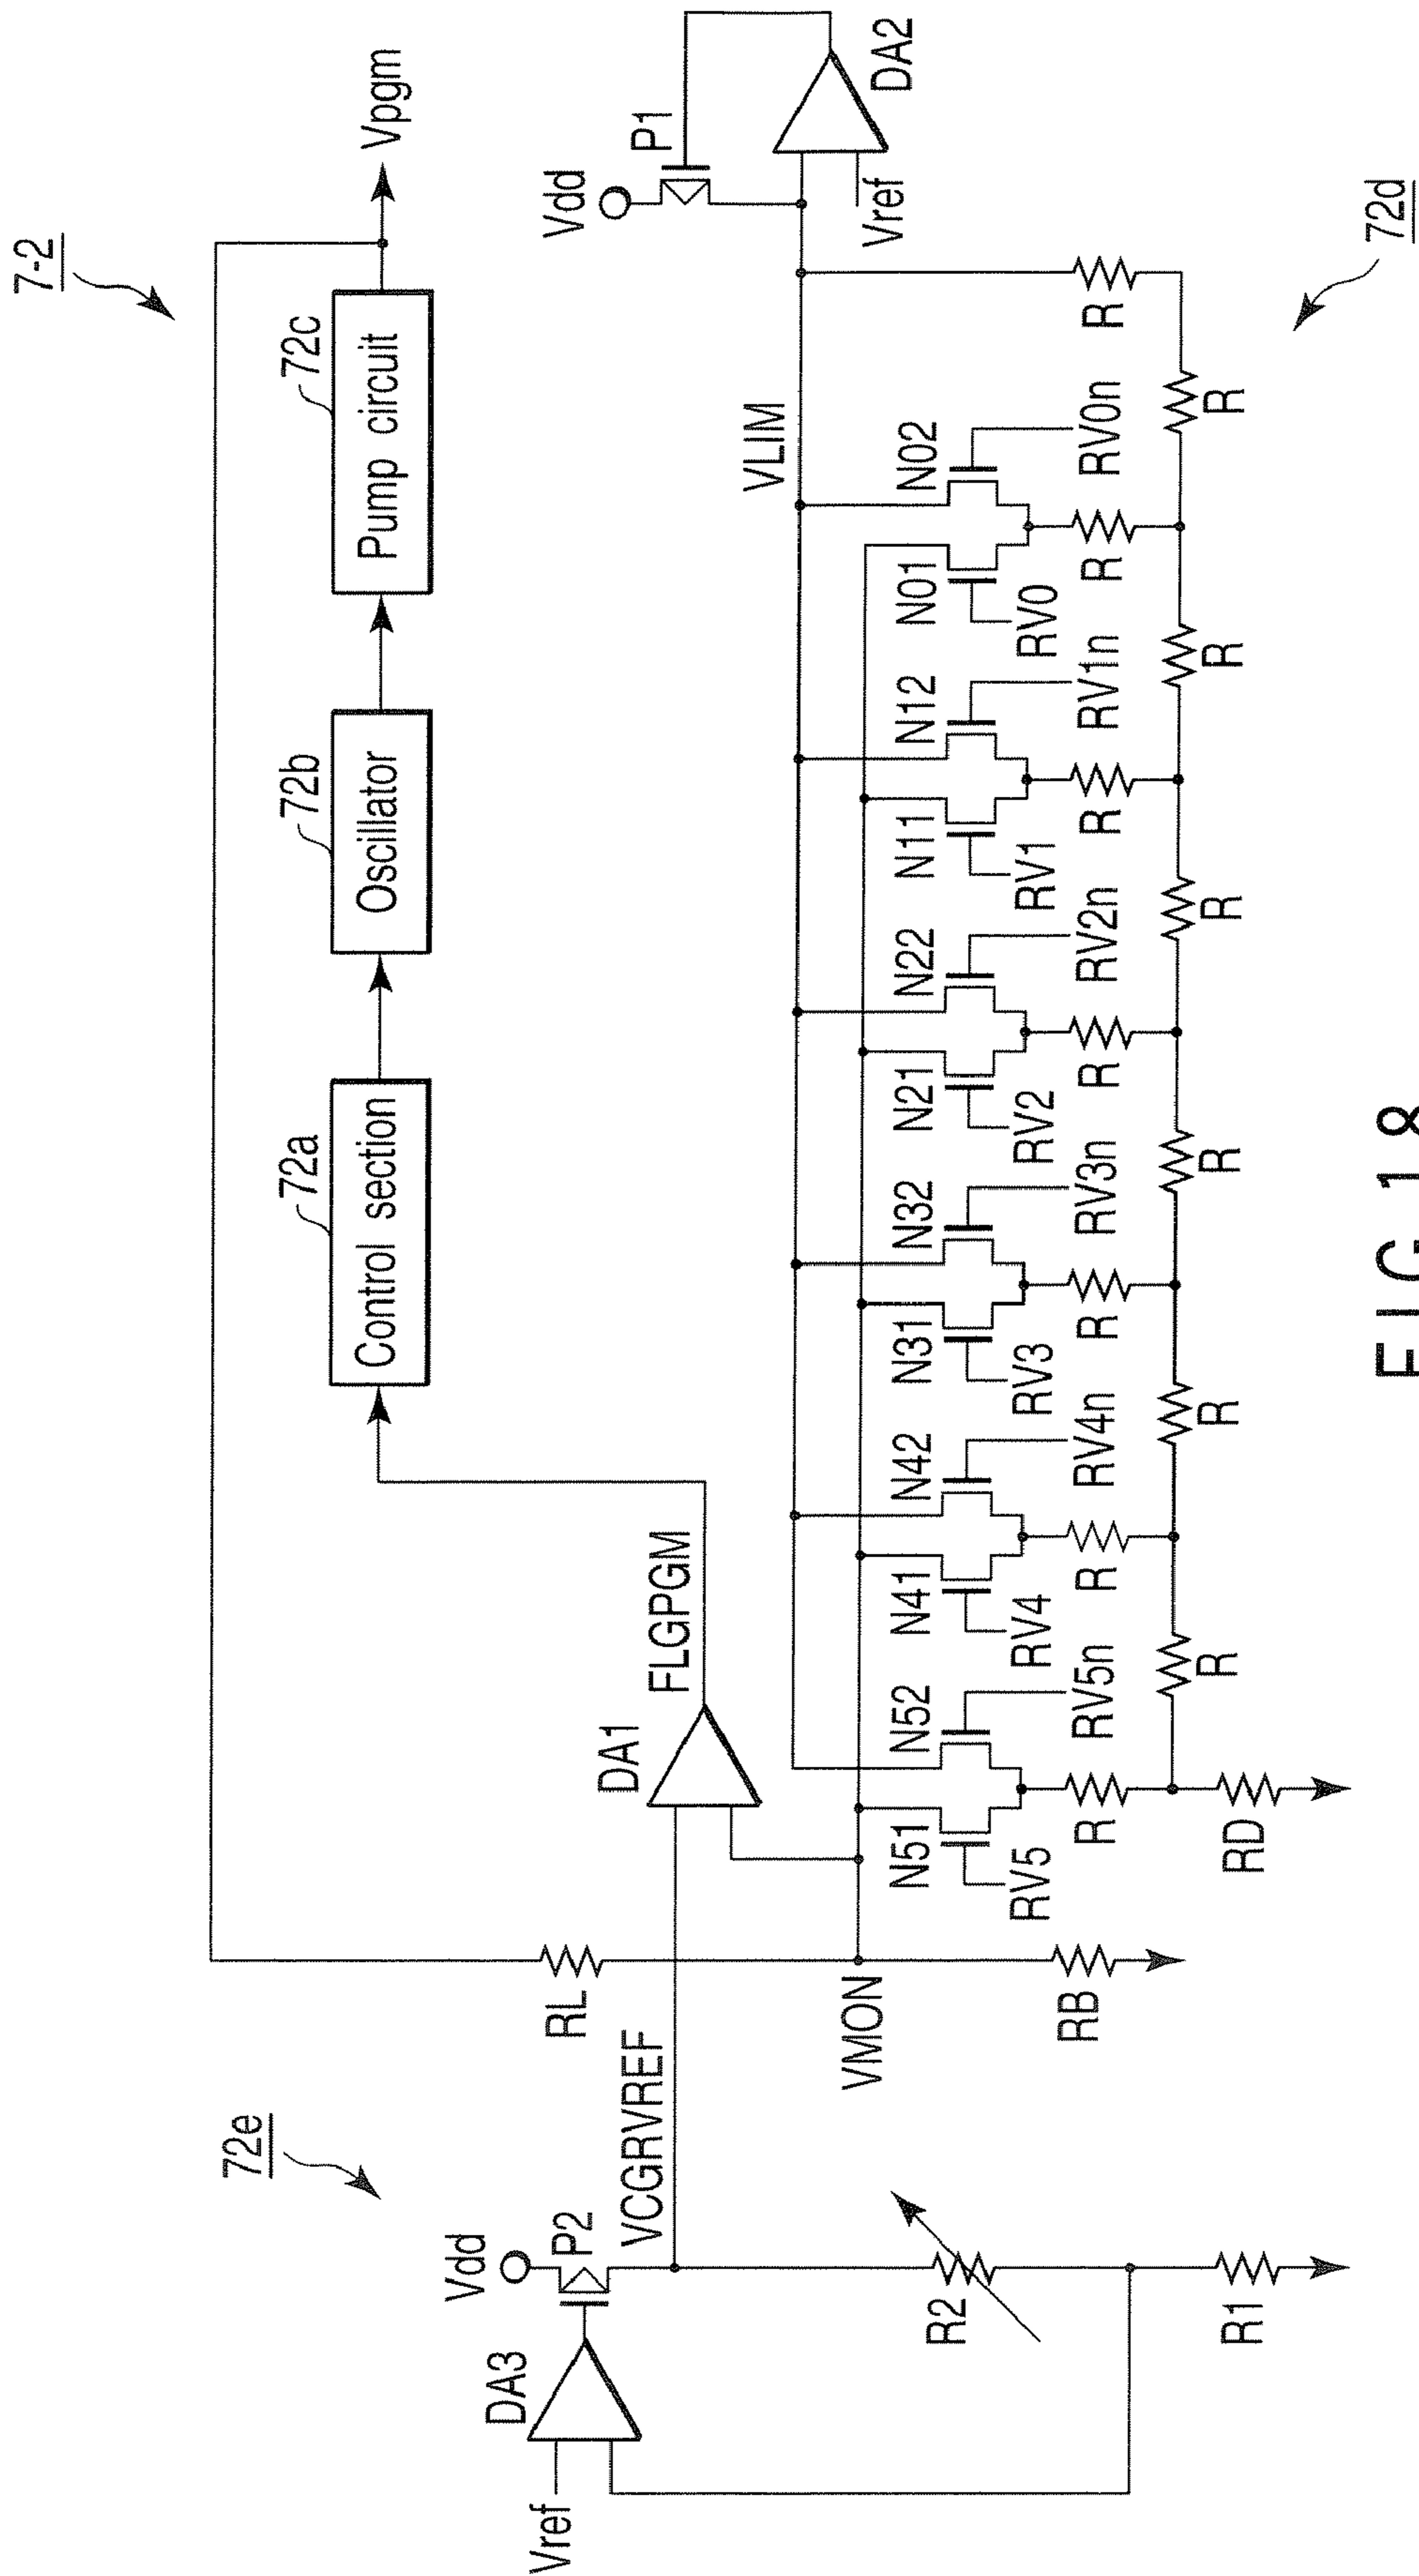 7-2
72a
Control section
72b
Oscillator
72c
Pump circuit
Vpgm
72e
Vdd
P2
DA3
Vref
VCGRVREF
R2
R1
RL
VMON
RB
DA1
FLGPGM
VLIM
Vdd
P1
DA2
Vref
N51
N52
N41
N42
N31
N32
N21
N22
N11
N12
N01
N02
RV5
RV5n
RV4
RV4n
RV3
RV3n
RV2
RV2n
RV1
RV1n
RV0
RV0n
R
R
R
R
R
R
R
RD
R
R
R
R
R
R
72d
FIG. 18